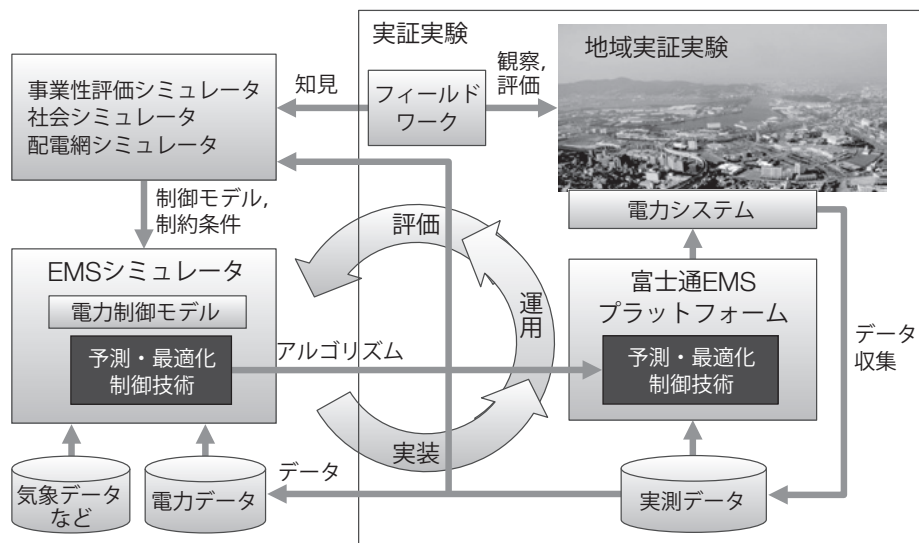 実証実験
地域実証実験
事業性評価シミュレータ
社会シミュレータ
配電網シミュレータ
知見
フィールド
ワーク
観察,
評価
制御モデル,
制約条件
電力システム
評価
運用
実装
EMSシミュレータ
電力制御モデル
予測・最適化
制御技術
アルゴリズム
富士通EMS
プラットフォーム
予測・最適化
制御技術
データ
収集
気象データ
など
電力データ
データ
実測データ